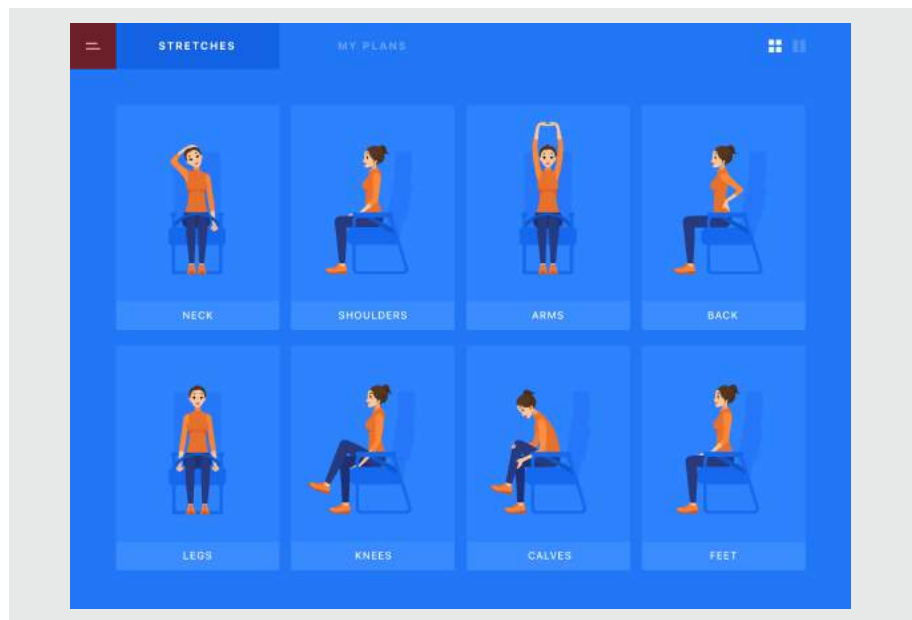 STRETCHES
MY PLANS
NECK
SHOULDERS
ARMS
BACK
LEGS
KNEES
CALVES
FEET